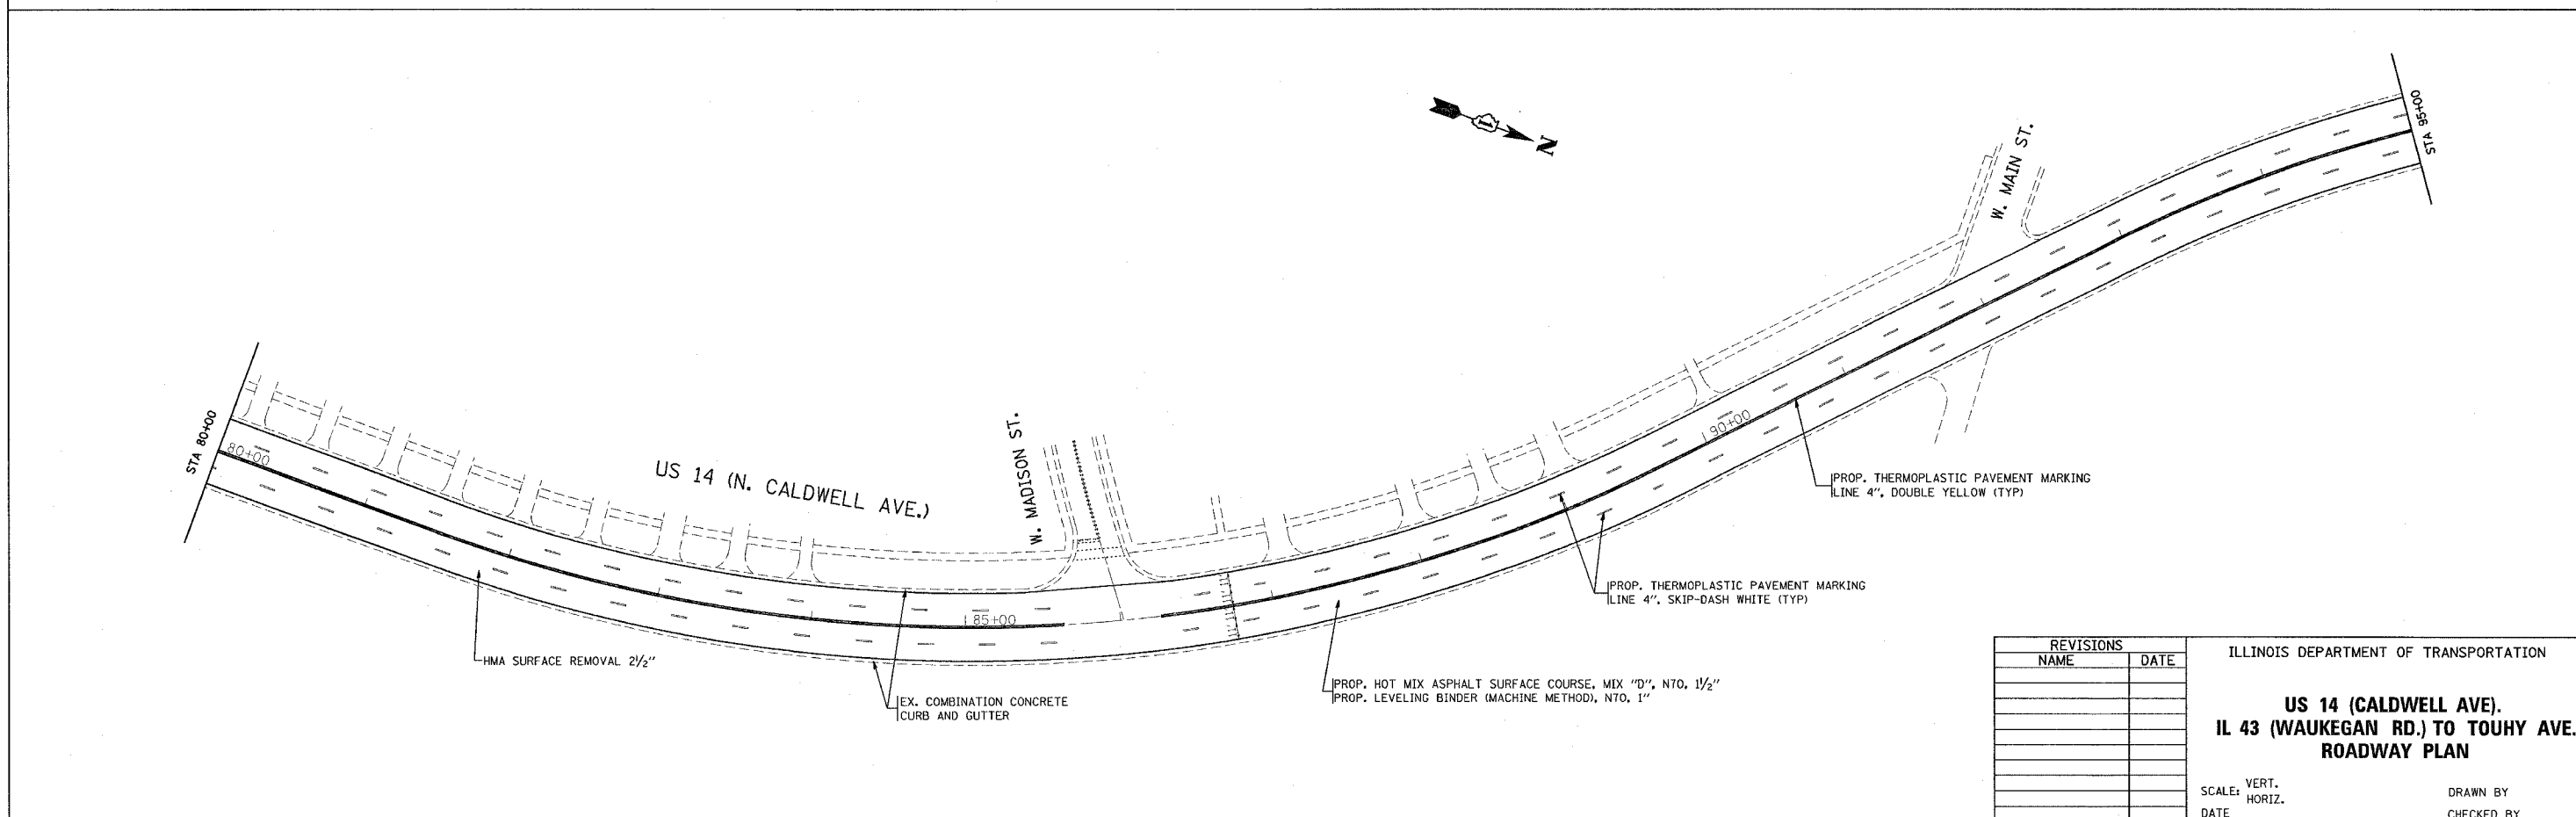 N
STA 95+00
W. MAIN ST.
STA 80+00
80+00
US 14 (N. CALDWELL AVE.)
W. MADISON ST.
85+00
90+00
PROP. THERMOPLASTIC PAVEMENT MARKING
LINE 4", DOUBLE YELLOW (TYP)
PROP. THERMOPLASTIC PAVEMENT MARKING
LINE 4", SKIP-DASH WHITE (TYP)
HMA SURFACE REMOVAL 2½"
EX. COMBINATION CONCRETE
CURB AND GUTTER
PROP. HOT MIX ASPHALT SURFACE COURSE, MIX "D", N70, 1½"
PROP. LEVELING BINDER (MACHINE METHOD), N70, 1"
REVISIONS
NAME DATE
ILLINOIS DEPARTMENT OF TRANSPORTATION
US 14 (CALDWELL AVE).
IL 43 (WAUKEGAN RD.) TO TOUHY AVE.
ROADWAY PLAN
SCALE: VERT.
HORIZ.
DRAWN BY
DATE
CHECKED BY